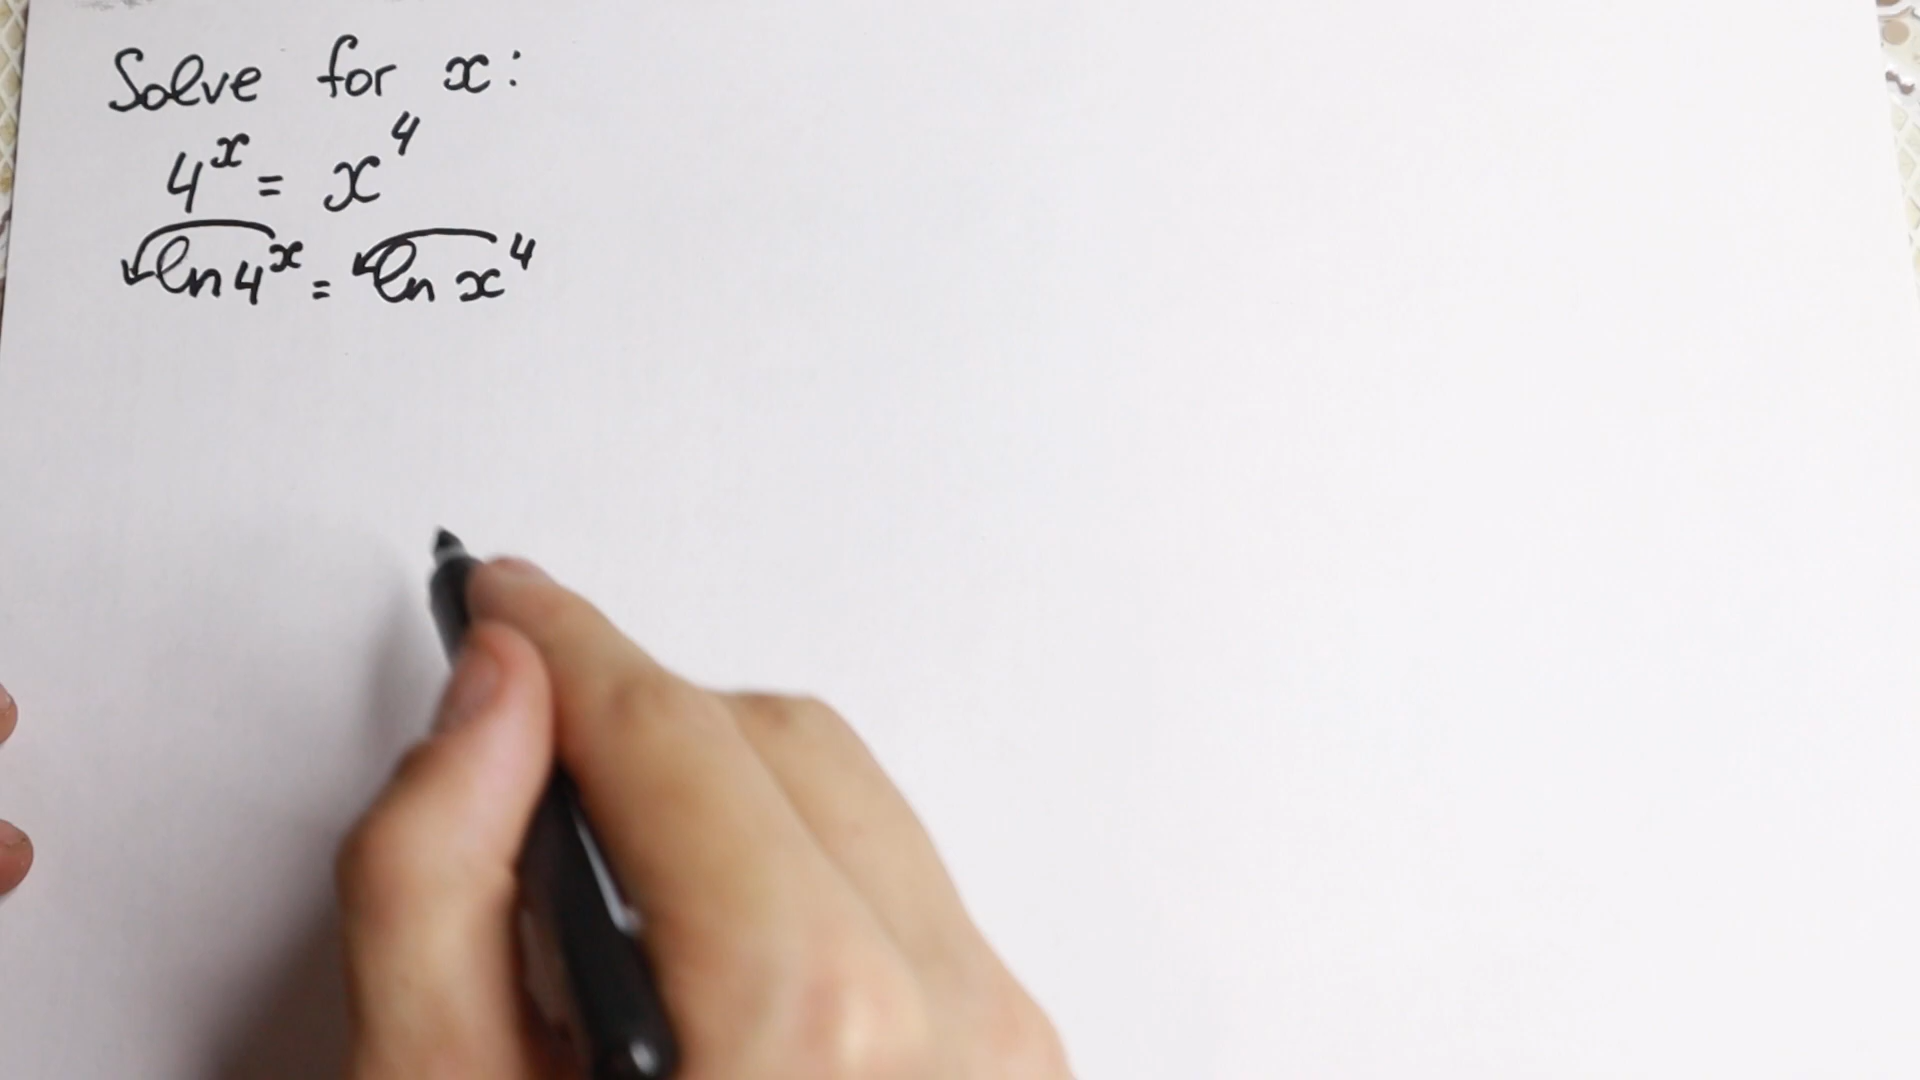 Solve for x:
4^x = x^4
ln 4^x = ln x^4